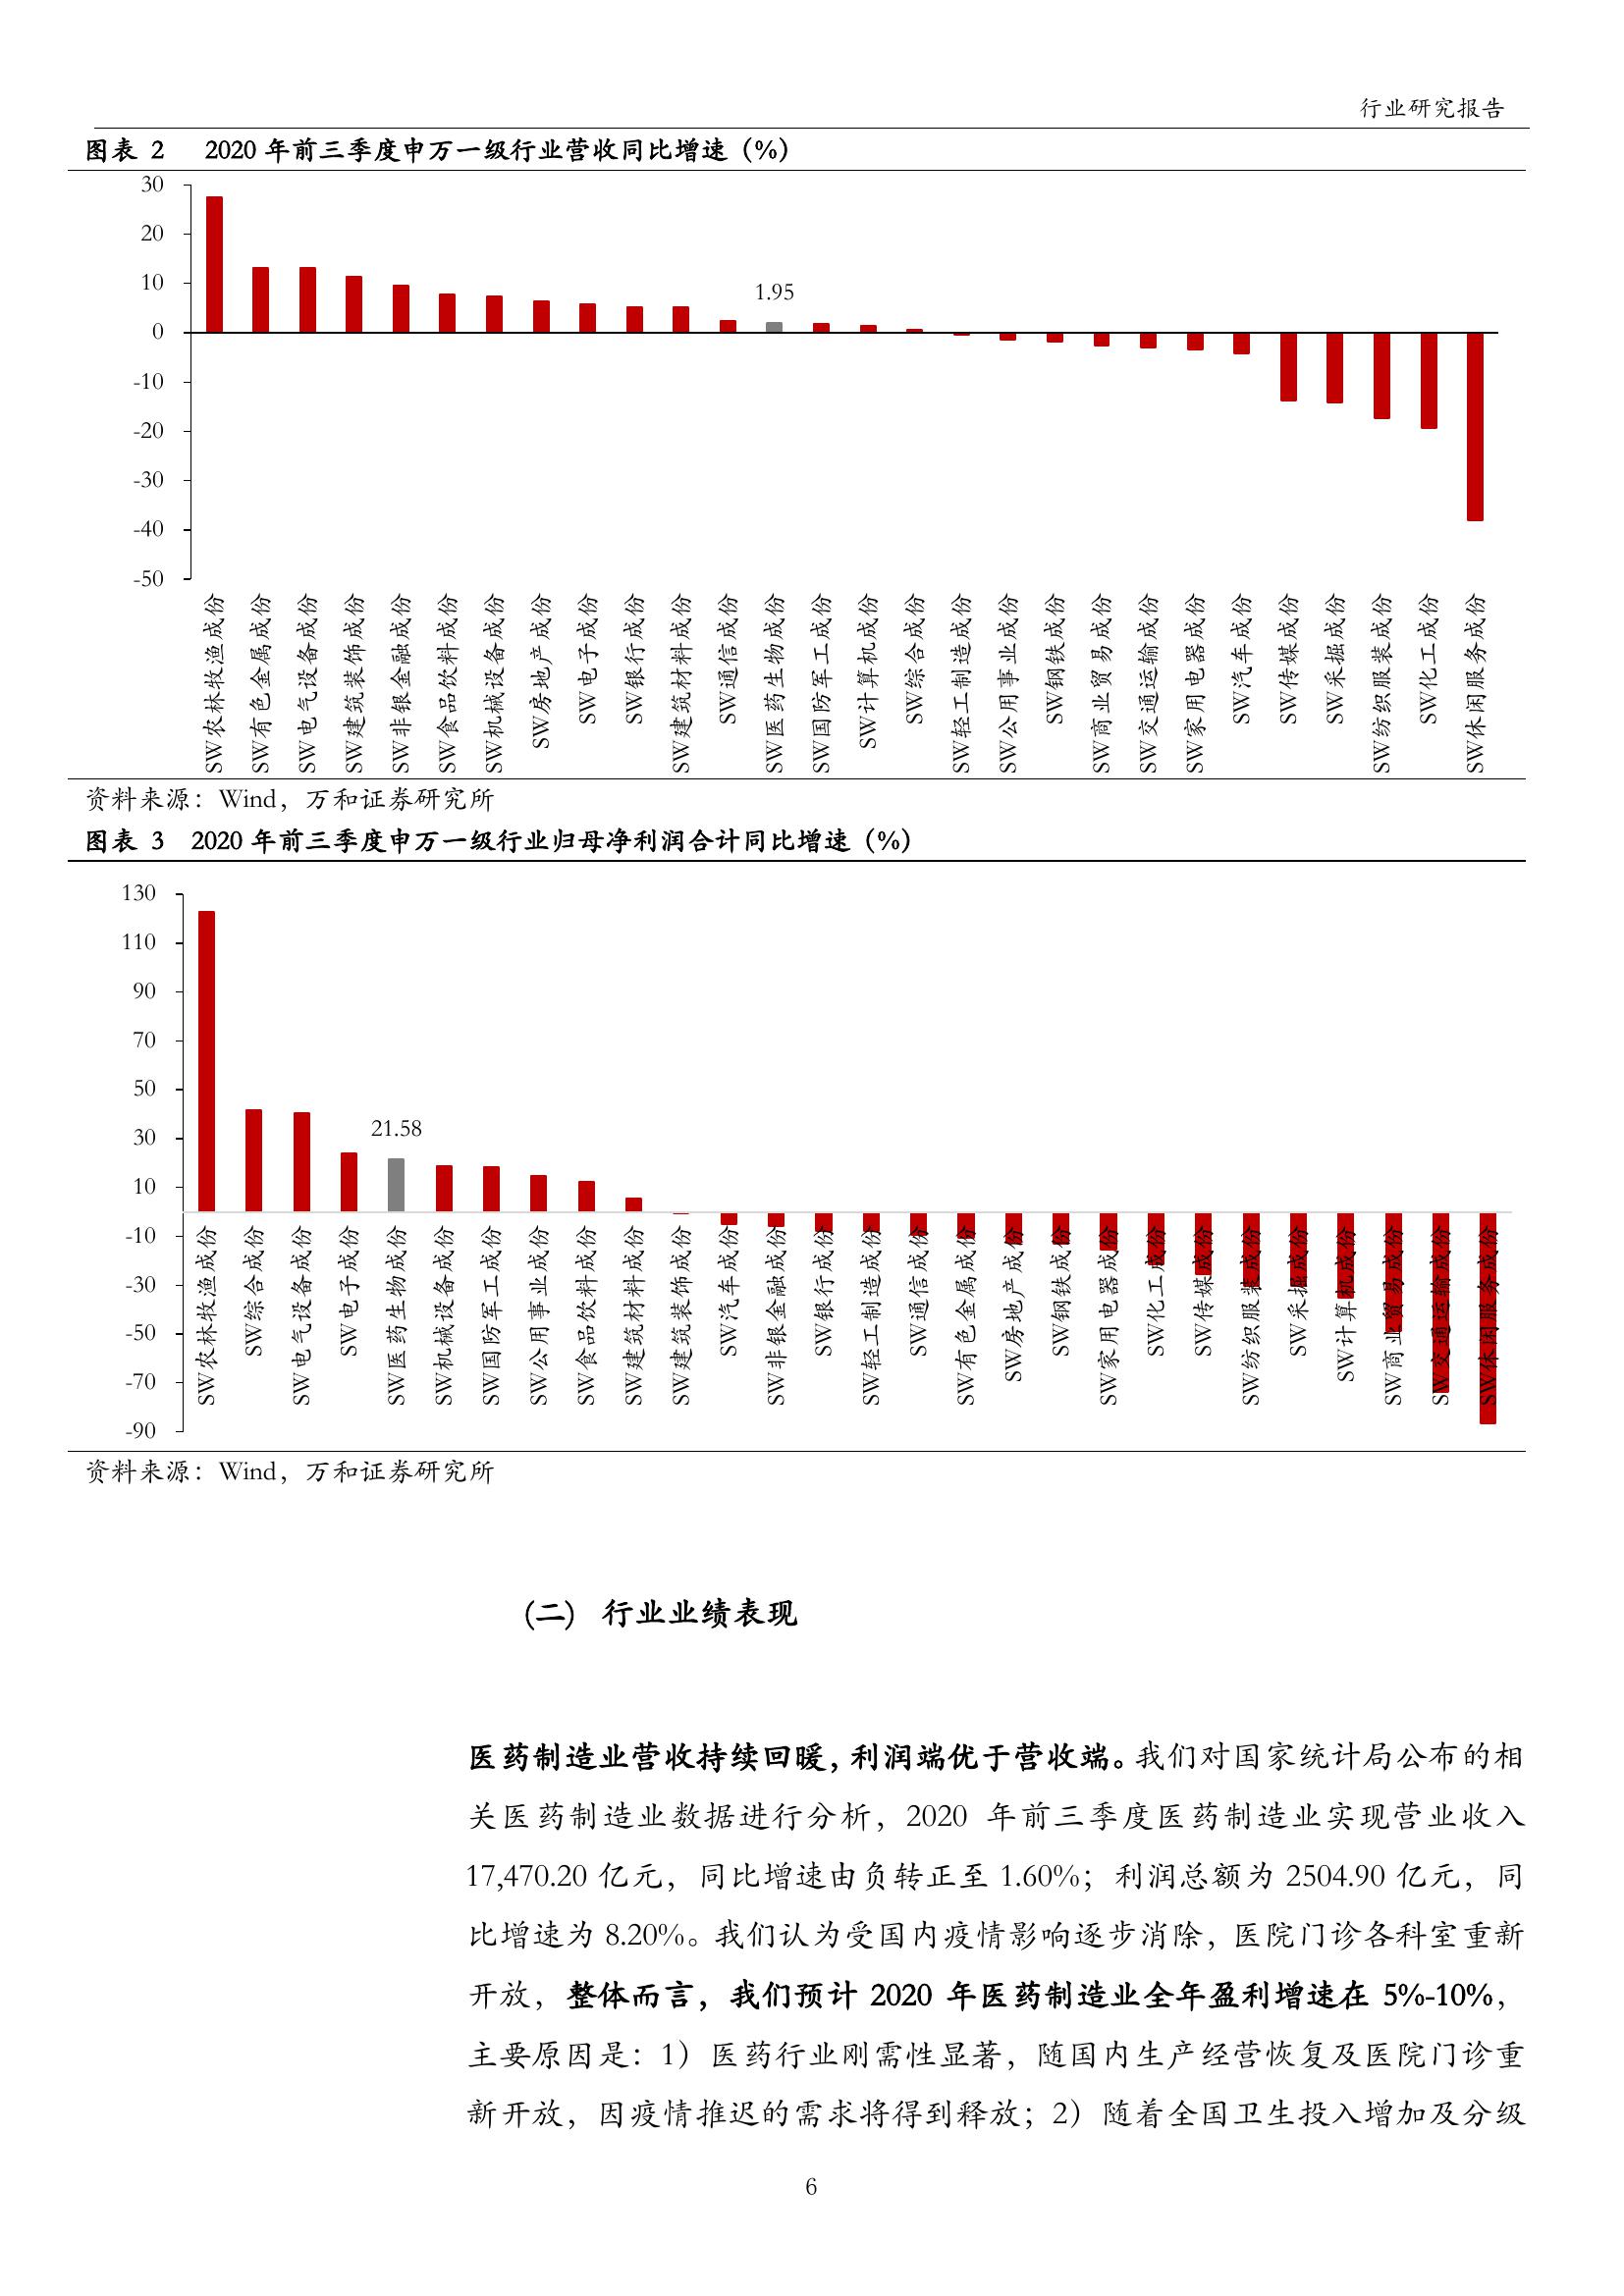 行业研究报告
图表 2 2020 年前三季度申万一级行业营收同比增速（%）
30
20
10
0
-10
-20
-30
-40
-50
1.95
SW农林牧渔成份
SW有色金属成份
SW电气设备成份
SW建筑装饰成份
SW非银金融成份
SW食品饮料成份
SW机械设备成份
SW房地产成份
SW电子成份
SW银行成份
SW建筑材料成份
SW通信成份
SW医药生物成份
SW国防军工成份
SW计算机成份
SW综合成份
SW轻工制造成份
SW公用事业成份
SW钢铁成份
SW商业贸易成份
SW交通运输成份
SW家用电器成份
SW汽车成份
SW传媒成份
SW采掘成份
SW纺织服装成份
SW化工成份
SW休闲服务成份
资料来源：Wind，万和证券研究所
图表 3 2020 年前三季度申万一级行业归母净利润合计同比增速（%）
130
110
90
70
50
30
10
-10
-30
-50
-70
-90
21.58
SW农林牧渔成份
SW综合成份
SW电气设备成份
SW电子成份
SW医药生物成份
SW机械设备成份
SW国防军工成份
SW公用事业成份
SW食品饮料成份
SW建筑材料成份
SW建筑装饰成份
SW汽车成份
SW非银金融成份
SW银行成份
SW轻工制造成份
SW通信成份
SW有色金属成份
SW房地产成份
SW钢铁成份
SW家用电器成份
SW化工成份
SW传媒成份
SW纺织服装成份
SW采掘成份
SW计算机成份
SW商业贸易成份
SW交通运输成份
SW休闲服务成份
资料来源：Wind，万和证券研究所
（二） 行业业绩表现
医药制造业营收持续回暖，利润端优于营收端。我们对国家统计局公布的相
关医药制造业数据进行分析，2020 年前三季度医药制造业实现营业收入
17,470.20 亿元，同比增速由负转正至 1.60%；利润总额为 2504.90 亿元，同
比增速为 8.20%。我们认为受国内疫情影响逐步消除，医院门诊各科室重新
开放，整体而言，我们预计 2020 年医药制造业全年盈利增速在 5%-10%，
主要原因是：1）医药行业刚需性显著，随国内生产经营恢复及医院门诊重
新开放，因疫情推迟的需求将得到释放；2）随着全国卫生投入增加及分级
6